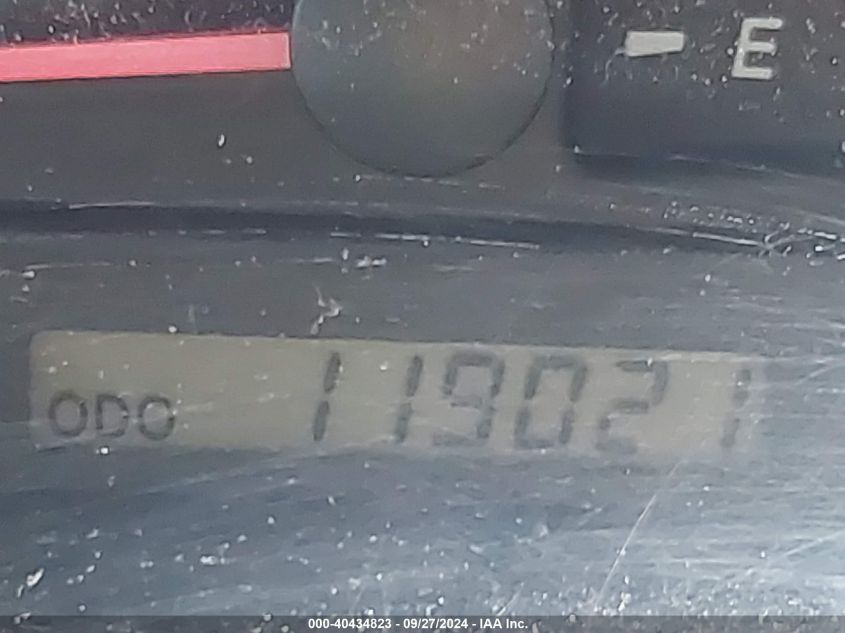 E
ODO 119021
000-40434823 - 09/27/2024 - IAA Inc.